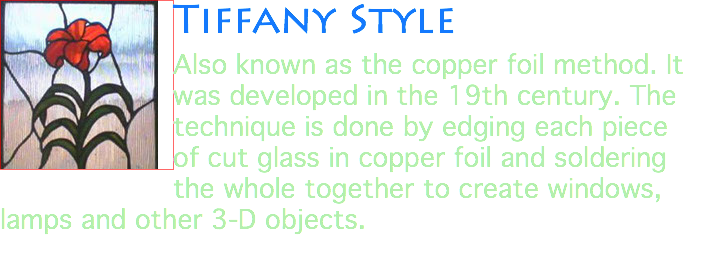 Tiffany Style
Also known as the copper foil method. It
was developed in the 19th century. The
technique is done by edging each piece
of cut glass in copper foil and soldering
the whole together to create windows,
lamps and other 3-D objects.